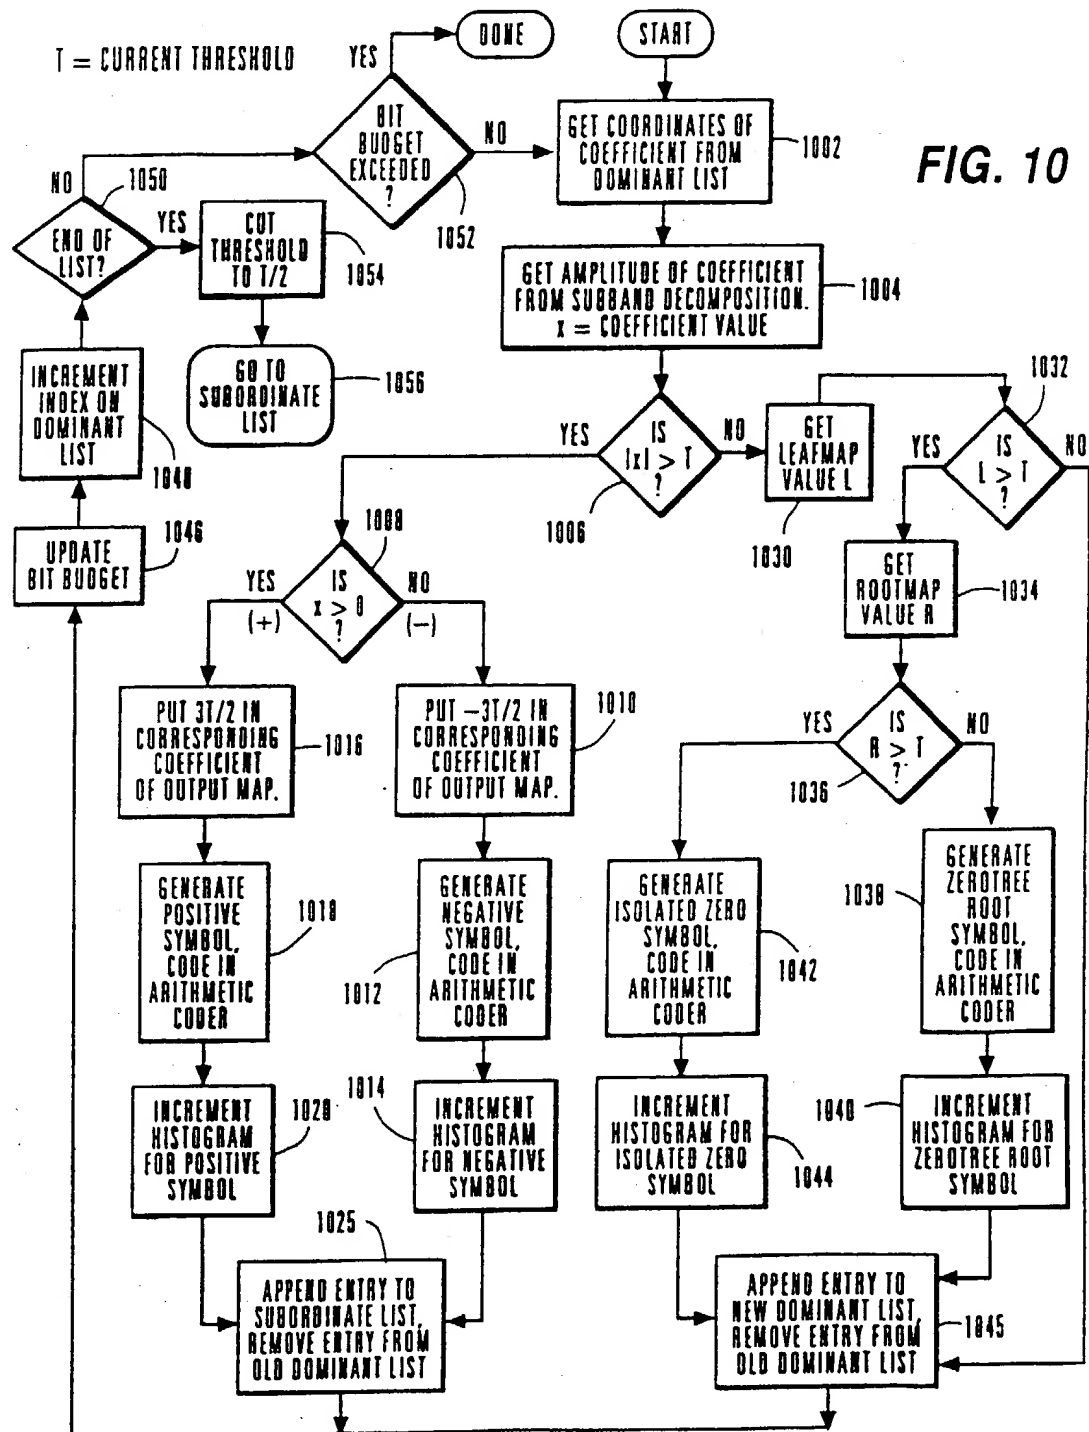 T = CURRENT THRESHOLD
YES
DONE
START
BIT
BUDGET
EXCEEDED
?
NO
1052
GET COORDINATES OF
COEFFICIENT FROM
DOMINANT LIST
1002
FIG. 10
NO
1050
END OF
LIST?
YES
CUT
THRESHOLD
TO T/2
1054
GET AMPLITUDE OF COEFFICIENT
FROM SUBBAND DECOMPOSITION.
x = COEFFICIENT VALUE
1004
GO TO
SUBORDINATE
LIST
1056
INCREMENT
INDEX ON
DOMINANT
LIST
1048
YES
IS
|x| > T
?
NO
1006
GET
LEAFMAP
VALUE L
1030
1032
YES
IS
L > T
?
NO
UPDATE
BIT BUDGET
1046
1008
YES
(+)
IS
x > 0
?
NO
(−)
GET
ROOTMAP
VALUE R
1034
PUT 3T/2 IN
CORRESPONDING
COEFFICIENT
OF OUTPUT MAP.
1016
PUT −3T/2 IN
CORRESPONDING
COEFFICIENT
OF OUTPUT MAP.
1010
YES
IS
R > T
?
NO
1036
GENERATE
POSITIVE
SYMBOL,
CODE IN
ARITHMETIC
CODER
1018
GENERATE
NEGATIVE
SYMBOL,
CODE IN
ARITHMETIC
CODER
1012
GENERATE
ISOLATED ZERO
SYMBOL,
CODE IN
ARITHMETIC
CODER
1042
GENERATE
ZEROTREE
ROOT
SYMBOL,
CODE IN
ARITHMETIC
CODER
1038
INCREMENT
HISTOGRAM
FOR POSITIVE
SYMBOL
1020
INCREMENT
HISTOGRAM
FOR NEGATIVE
SYMBOL
1014
INCREMENT
HISTOGRAM FOR
ISOLATED ZERO
SYMBOL
1044
INCREMENT
HISTOGRAM FOR
ZEROTREE ROOT
SYMBOL
1040
1025
APPEND ENTRY TO
SUBORDINATE LIST,
REMOVE ENTRY FROM
OLD DOMINANT LIST
APPEND ENTRY TO
NEW DOMINANT LIST,
REMOVE ENTRY FROM
OLD DOMINANT LIST
1045